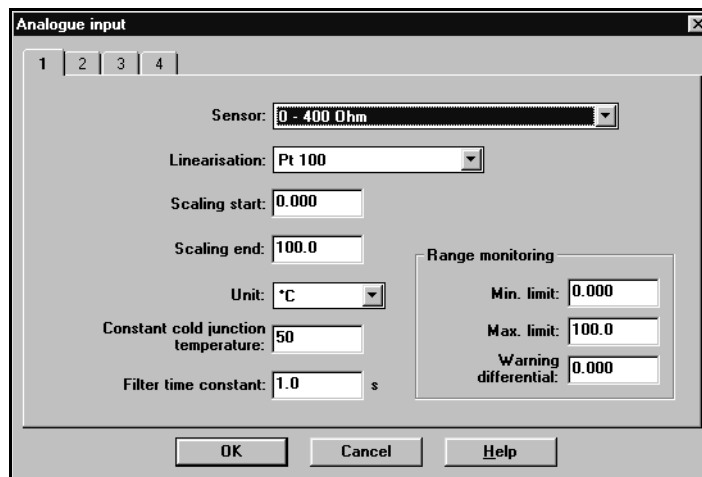 Analogue input
1 2 3 4
Sensor: 0 - 400 Ohm
Linearisation: Pt 100
Scaling start: 0.000
Scaling end: 100.0
Unit: °C
Constant cold junction
temperature: 50
Filter time constant: 1.0 s
Range monitoring
Min. limit: 0.000
Max. limit: 100.0
Warning
differential: 0.000
OK Cancel Help